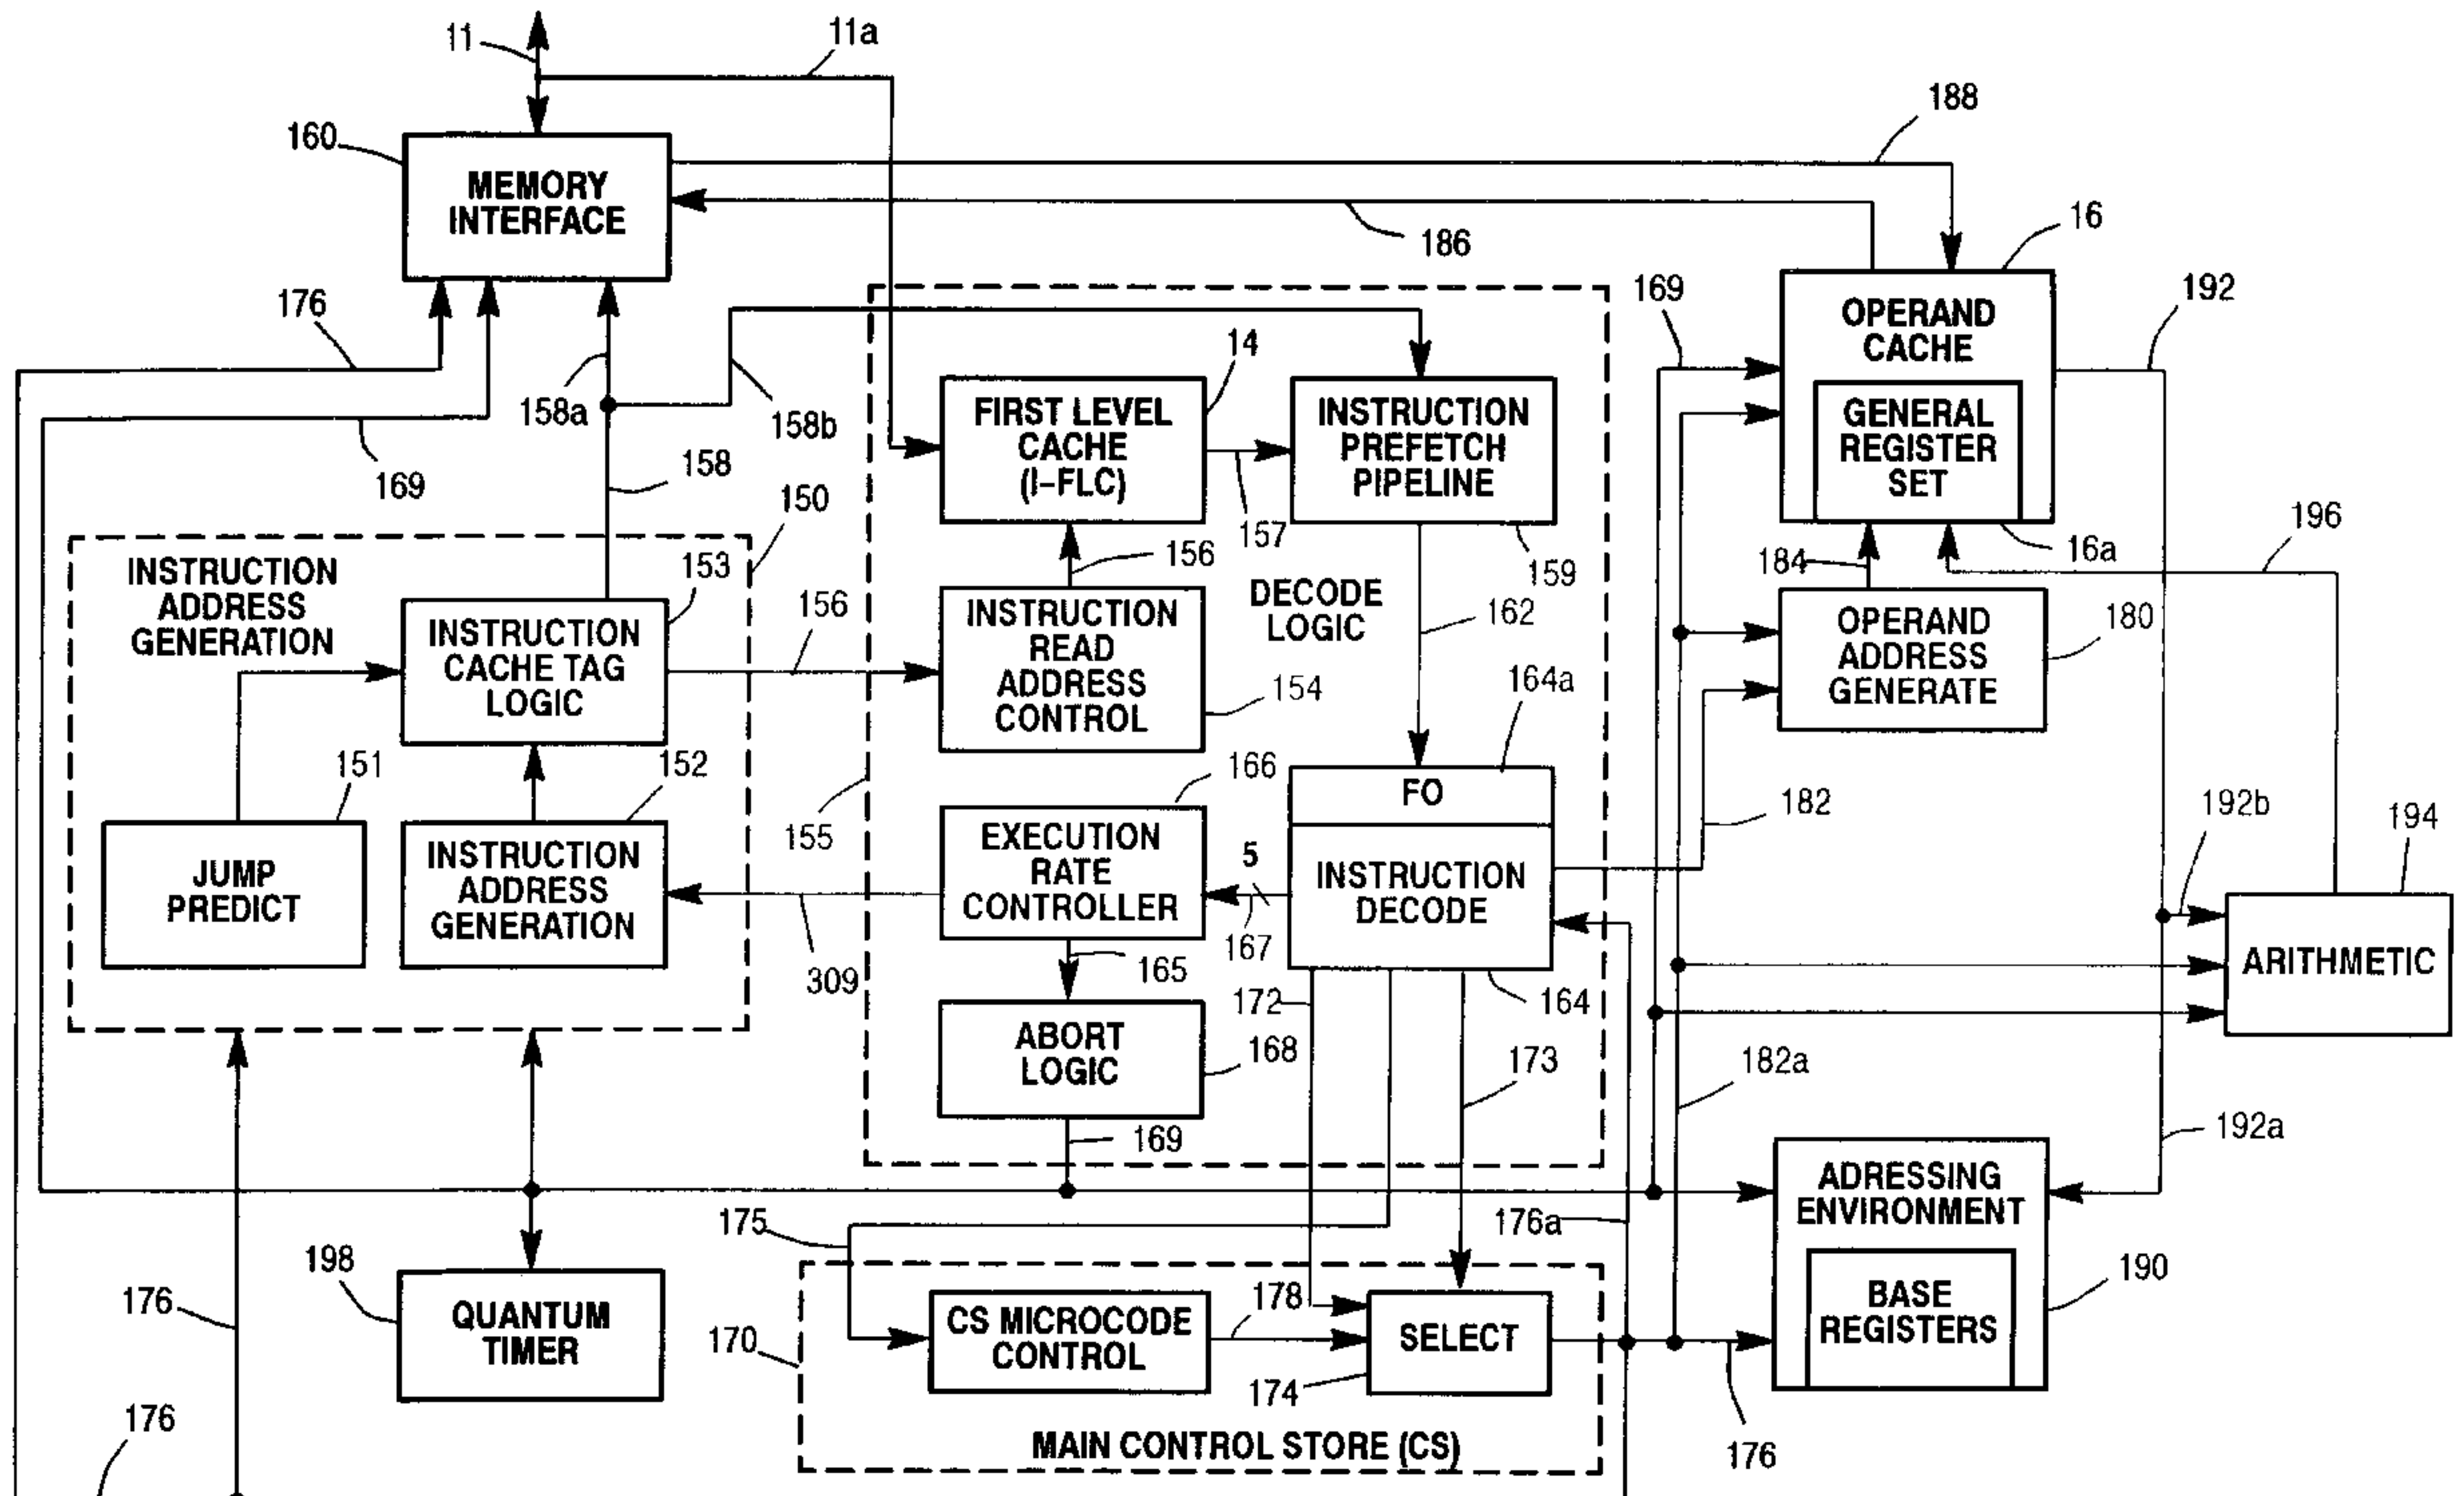 11
11a
188
160
MEMORY
INTERFACE
186
16
176
169
192
OPERAND
CACHE
14
158a
158b
FIRST LEVEL
CACHE
(I-FLC)
INSTRUCTION
PREFETCH
PIPELINE
GENERAL
REGISTER
SET
169
158
150
157
196
156
159
184
16a
INSTRUCTION
ADDRESS
GENERATION
153
DECODE
LOGIC
INSTRUCTION
CACHE TAG
LOGIC
156
INSTRUCTION
READ
ADDRESS
CONTROL
162
OPERAND
ADDRESS
GENERATE
180
154
164a
151
152
166
FO
182
155
192b
194
JUMP
PREDICT
INSTRUCTION
ADDRESS
GENERATION
EXECUTION
RATE
CONTROLLER
5
INSTRUCTION
DECODE
167
309
165
172
164
ARITHMETIC
ABORT
LOGIC
168
173
182a
169
192a
175
176a
ADRESSING
ENVIRONMENT
198
176
QUANTUM
TIMER
170
CS MICROCODE
CONTROL
178
SELECT
174
BASE
REGISTERS
190
176
MAIN CONTROL STORE (CS)
176